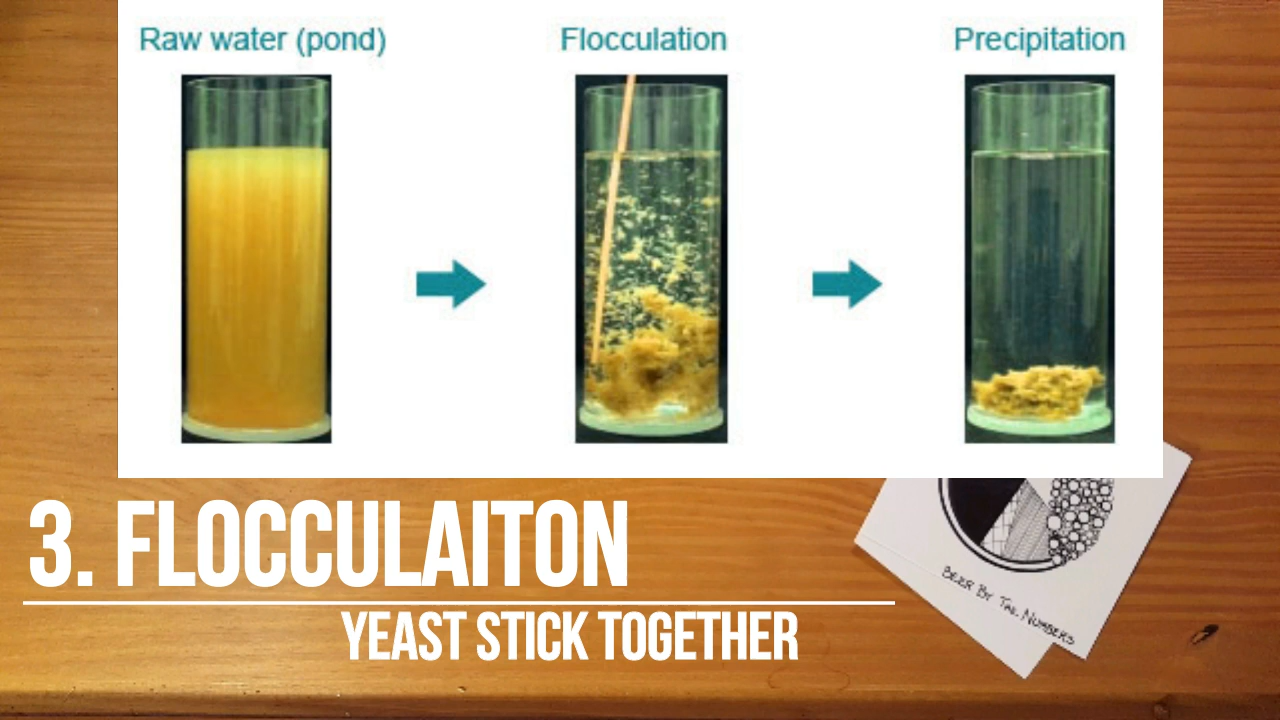 Raw water (pond)
Flocculation
Precipitation
3. FLOCCULAITON
YEAST STICK TOGETHER
BEER BY THE NUMBERS